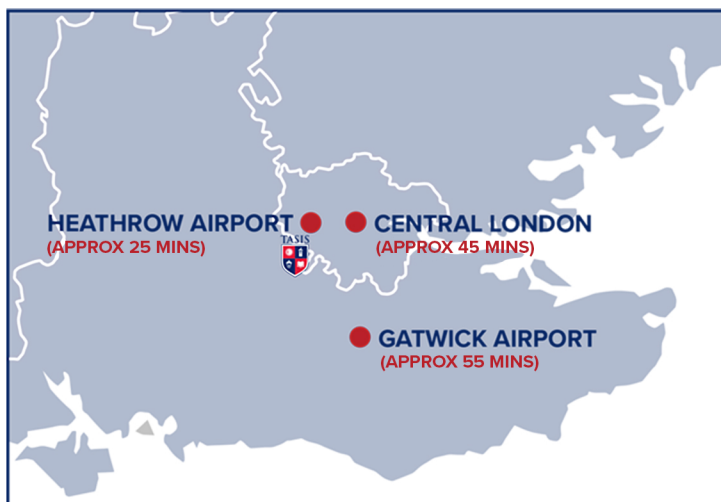 HEATHROW AIRPORT
(APPROX 25 MINS)
TASIS
CENTRAL LONDON
(APPROX 45 MINS)
GATWICK AIRPORT
(APPROX 55 MINS)